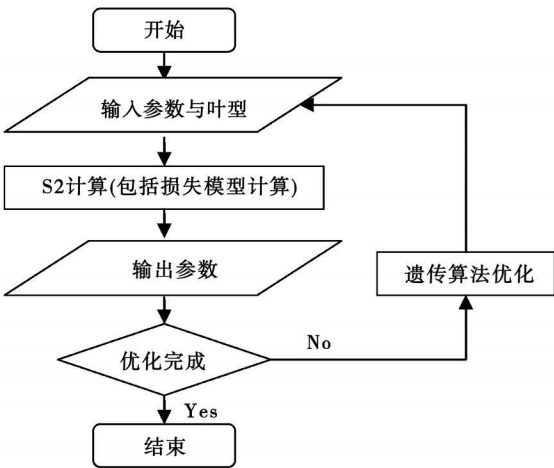 开始
输入参数与叶型
S2计算(包括损失模型计算)
输出参数
遗传算法优化
优化完成
No
Yes
结束